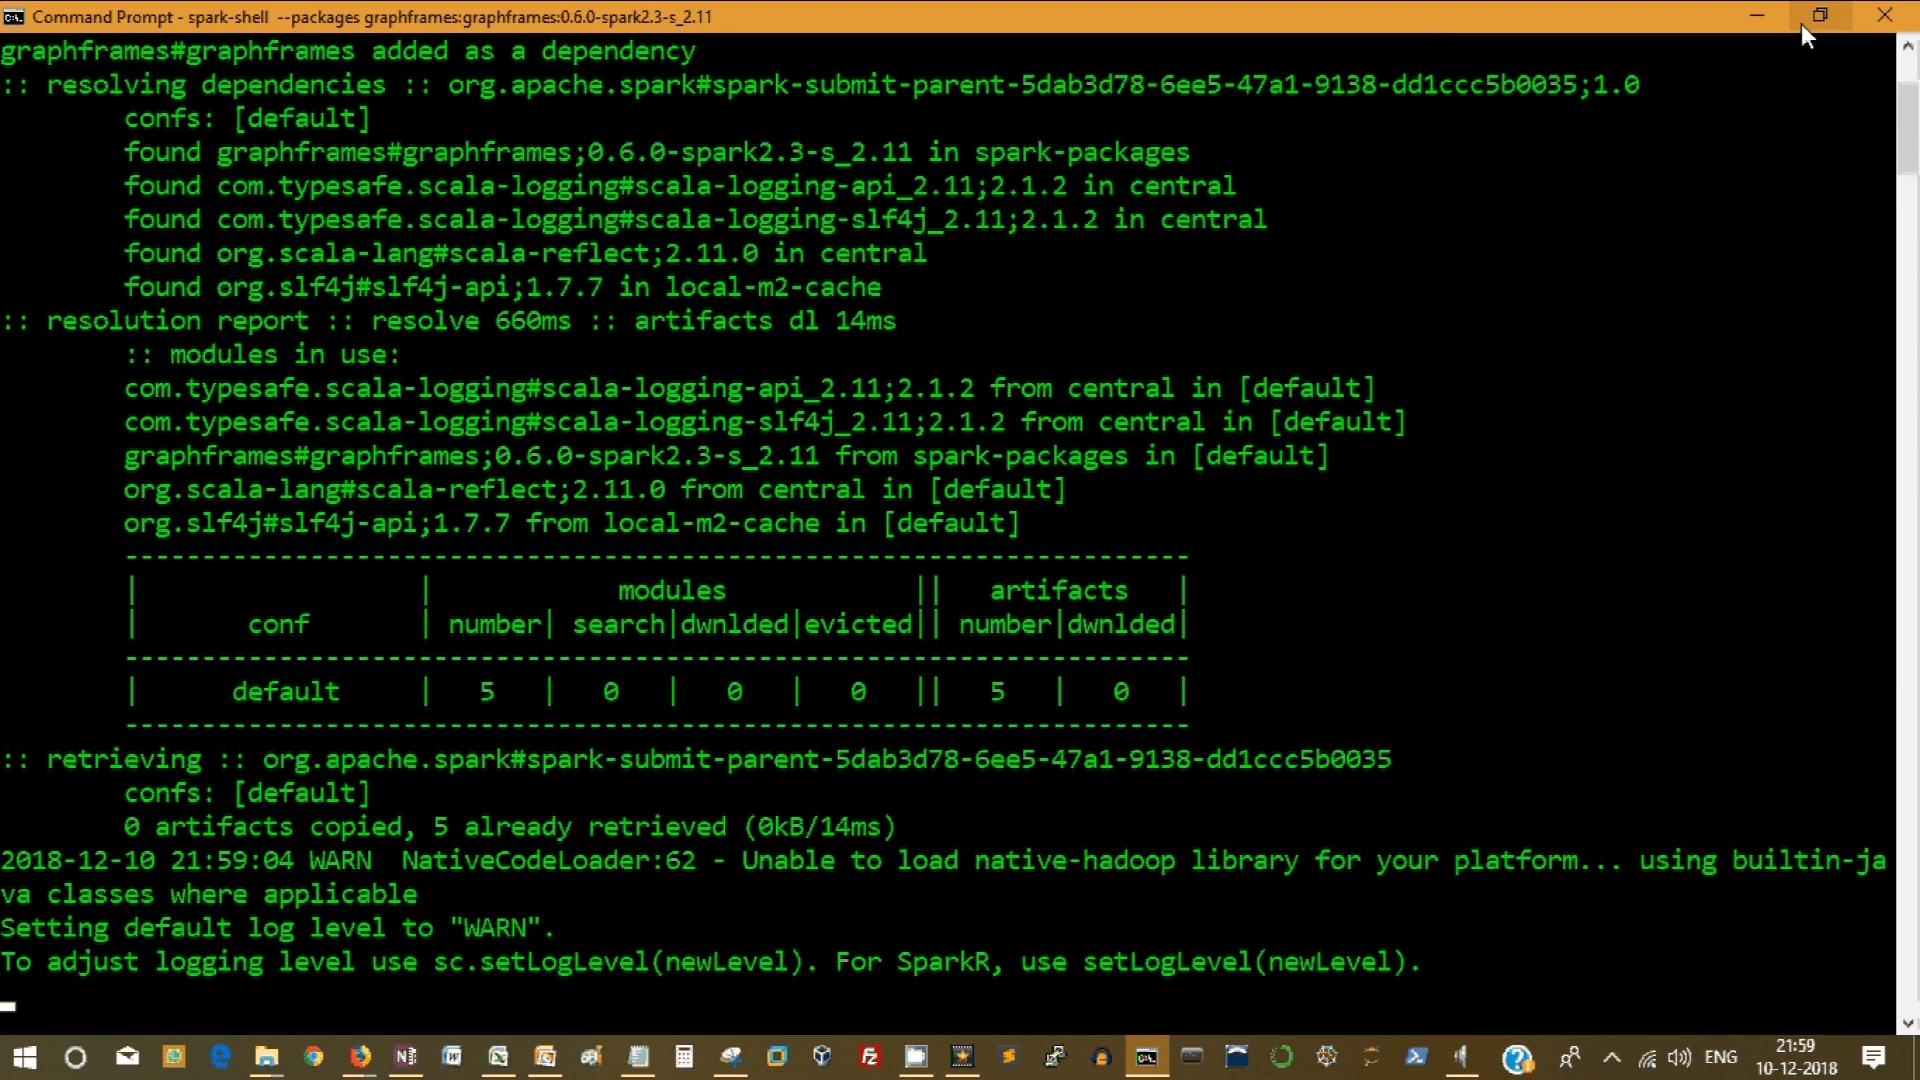 Command Prompt - spark-shell --packages graphframes:graphframes:0.6.0-spark2.3-s_2.11
graphframes#graphframes added as a dependency
:: resolving dependencies :: org.apache.spark#spark-submit-parent-5dab3d78-6ee5-47a1-9138-dd1ccc5b0035;1.0
confs: [default]
found graphframes#graphframes;0.6.0-spark2.3-s_2.11 in spark-packages
found com.typesafe.scala-logging#scala-logging-api_2.11;2.1.2 in central
found com.typesafe.scala-logging#scala-logging-slf4j_2.11;2.1.2 in central
found org.scala-lang#scala-reflect;2.11.0 in central
found org.slf4j#slf4j-api;1.7.7 in local-m2-cache
:: resolution report :: resolve 660ms :: artifacts dl 14ms
:: modules in use:
com.typesafe.scala-logging#scala-logging-api_2.11;2.1.2 from central in [default]
com.typesafe.scala-logging#scala-logging-slf4j_2.11;2.1.2 from central in [default]
graphframes#graphframes;0.6.0-spark2.3-s_2.11 from spark-packages in [default]
org.scala-lang#scala-reflect;2.11.0 from central in [default]
org.slf4j#slf4j-api;1.7.7 from local-m2-cache in [default]
---------------------------------------------------------------------
|                  |            modules            ||   artifacts   |
|       conf       | number| search|dwnlded|evicted|| number|dwnlded|
---------------------------------------------------------------------
|      default     |   5   |   0   |   0   |   0   ||   5   |   0   |
---------------------------------------------------------------------
:: retrieving :: org.apache.spark#spark-submit-parent-5dab3d78-6ee5-47a1-9138-dd1ccc5b0035
confs: [default]
0 artifacts copied, 5 already retrieved (0kB/14ms)
2018-12-10 21:59:04 WARN  NativeCodeLoader:62 - Unable to load native-hadoop library for your platform... using builtin-ja
va classes where applicable
Setting default log level to "WARN".
To adjust logging level use sc.setLogLevel(newLevel). For SparkR, use setLogLevel(newLevel).
ENG
21:59
10-12-2018